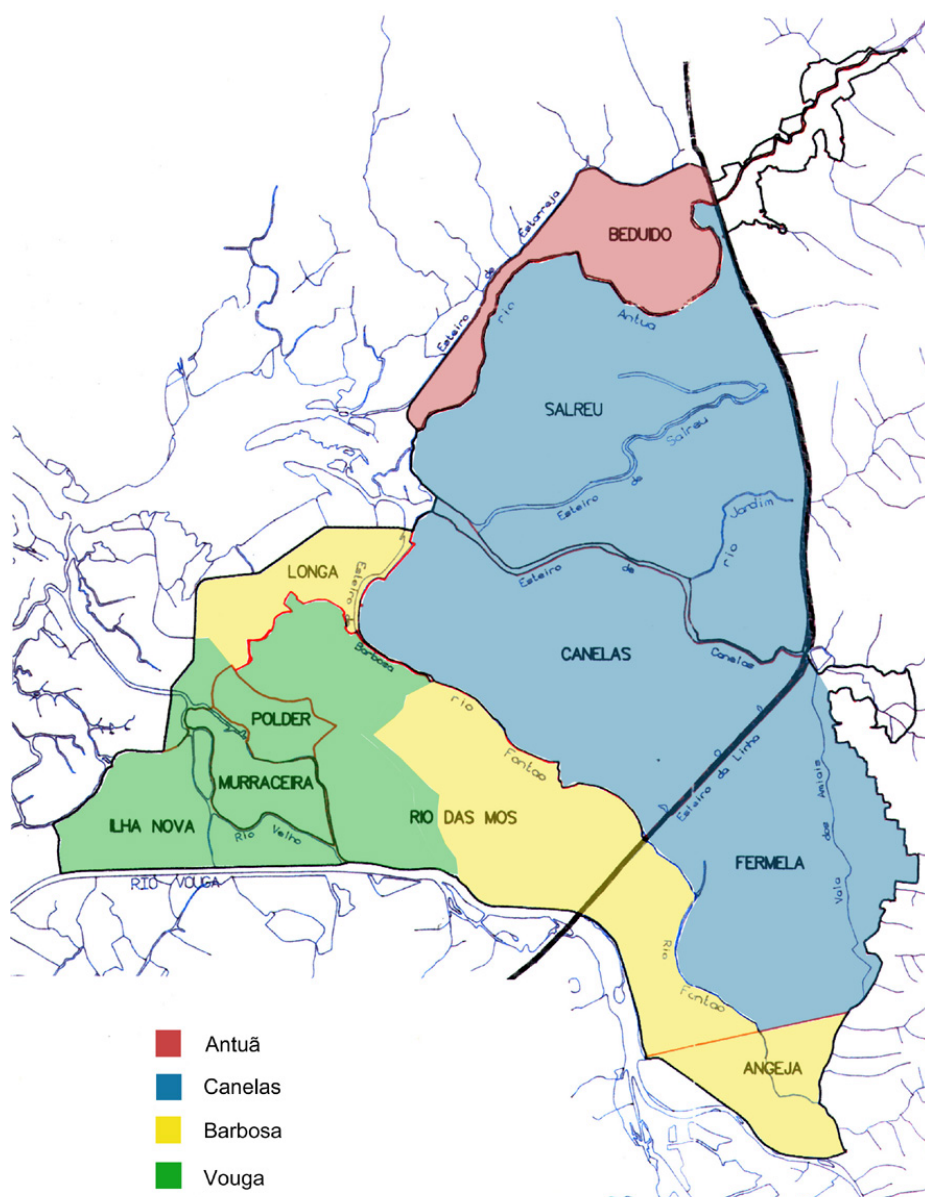 Esteiro de Estarreja
BEDUIDO
rio Antua
SALREU
Esteiro de Salreu
rio Jardim
LONGA
Esteiro de Canelas
Esteiro de Barbosa
CANELAS
POLDER
rio Fontao
Esteiro da Linha
MURRACEIRA
ILHA NOVA
RIO DAS MOS
Rio Velho
Vala dos Amiais
FERMELA
RIO VOUGA
Rio Fontao
ANGEJA
Antuã
Canelas
Barbosa
Vouga